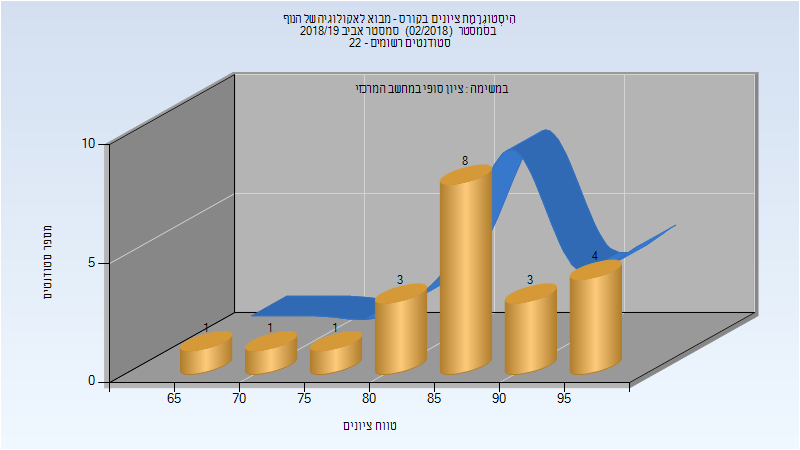 היסטוגרמת ציונים בקורס - מבוא לאקולוגיה של הנוף
בסמסטר (02/2018) סמסטר אביב 2018/19
סטודנטים רשומים - 22
במשימה : ציון סופי במחשב המרכזי
10
5
0
מספר סטודנטים
1
1
1
3
8
3
4
65
70
75
80
85
90
95
טווח ציונים